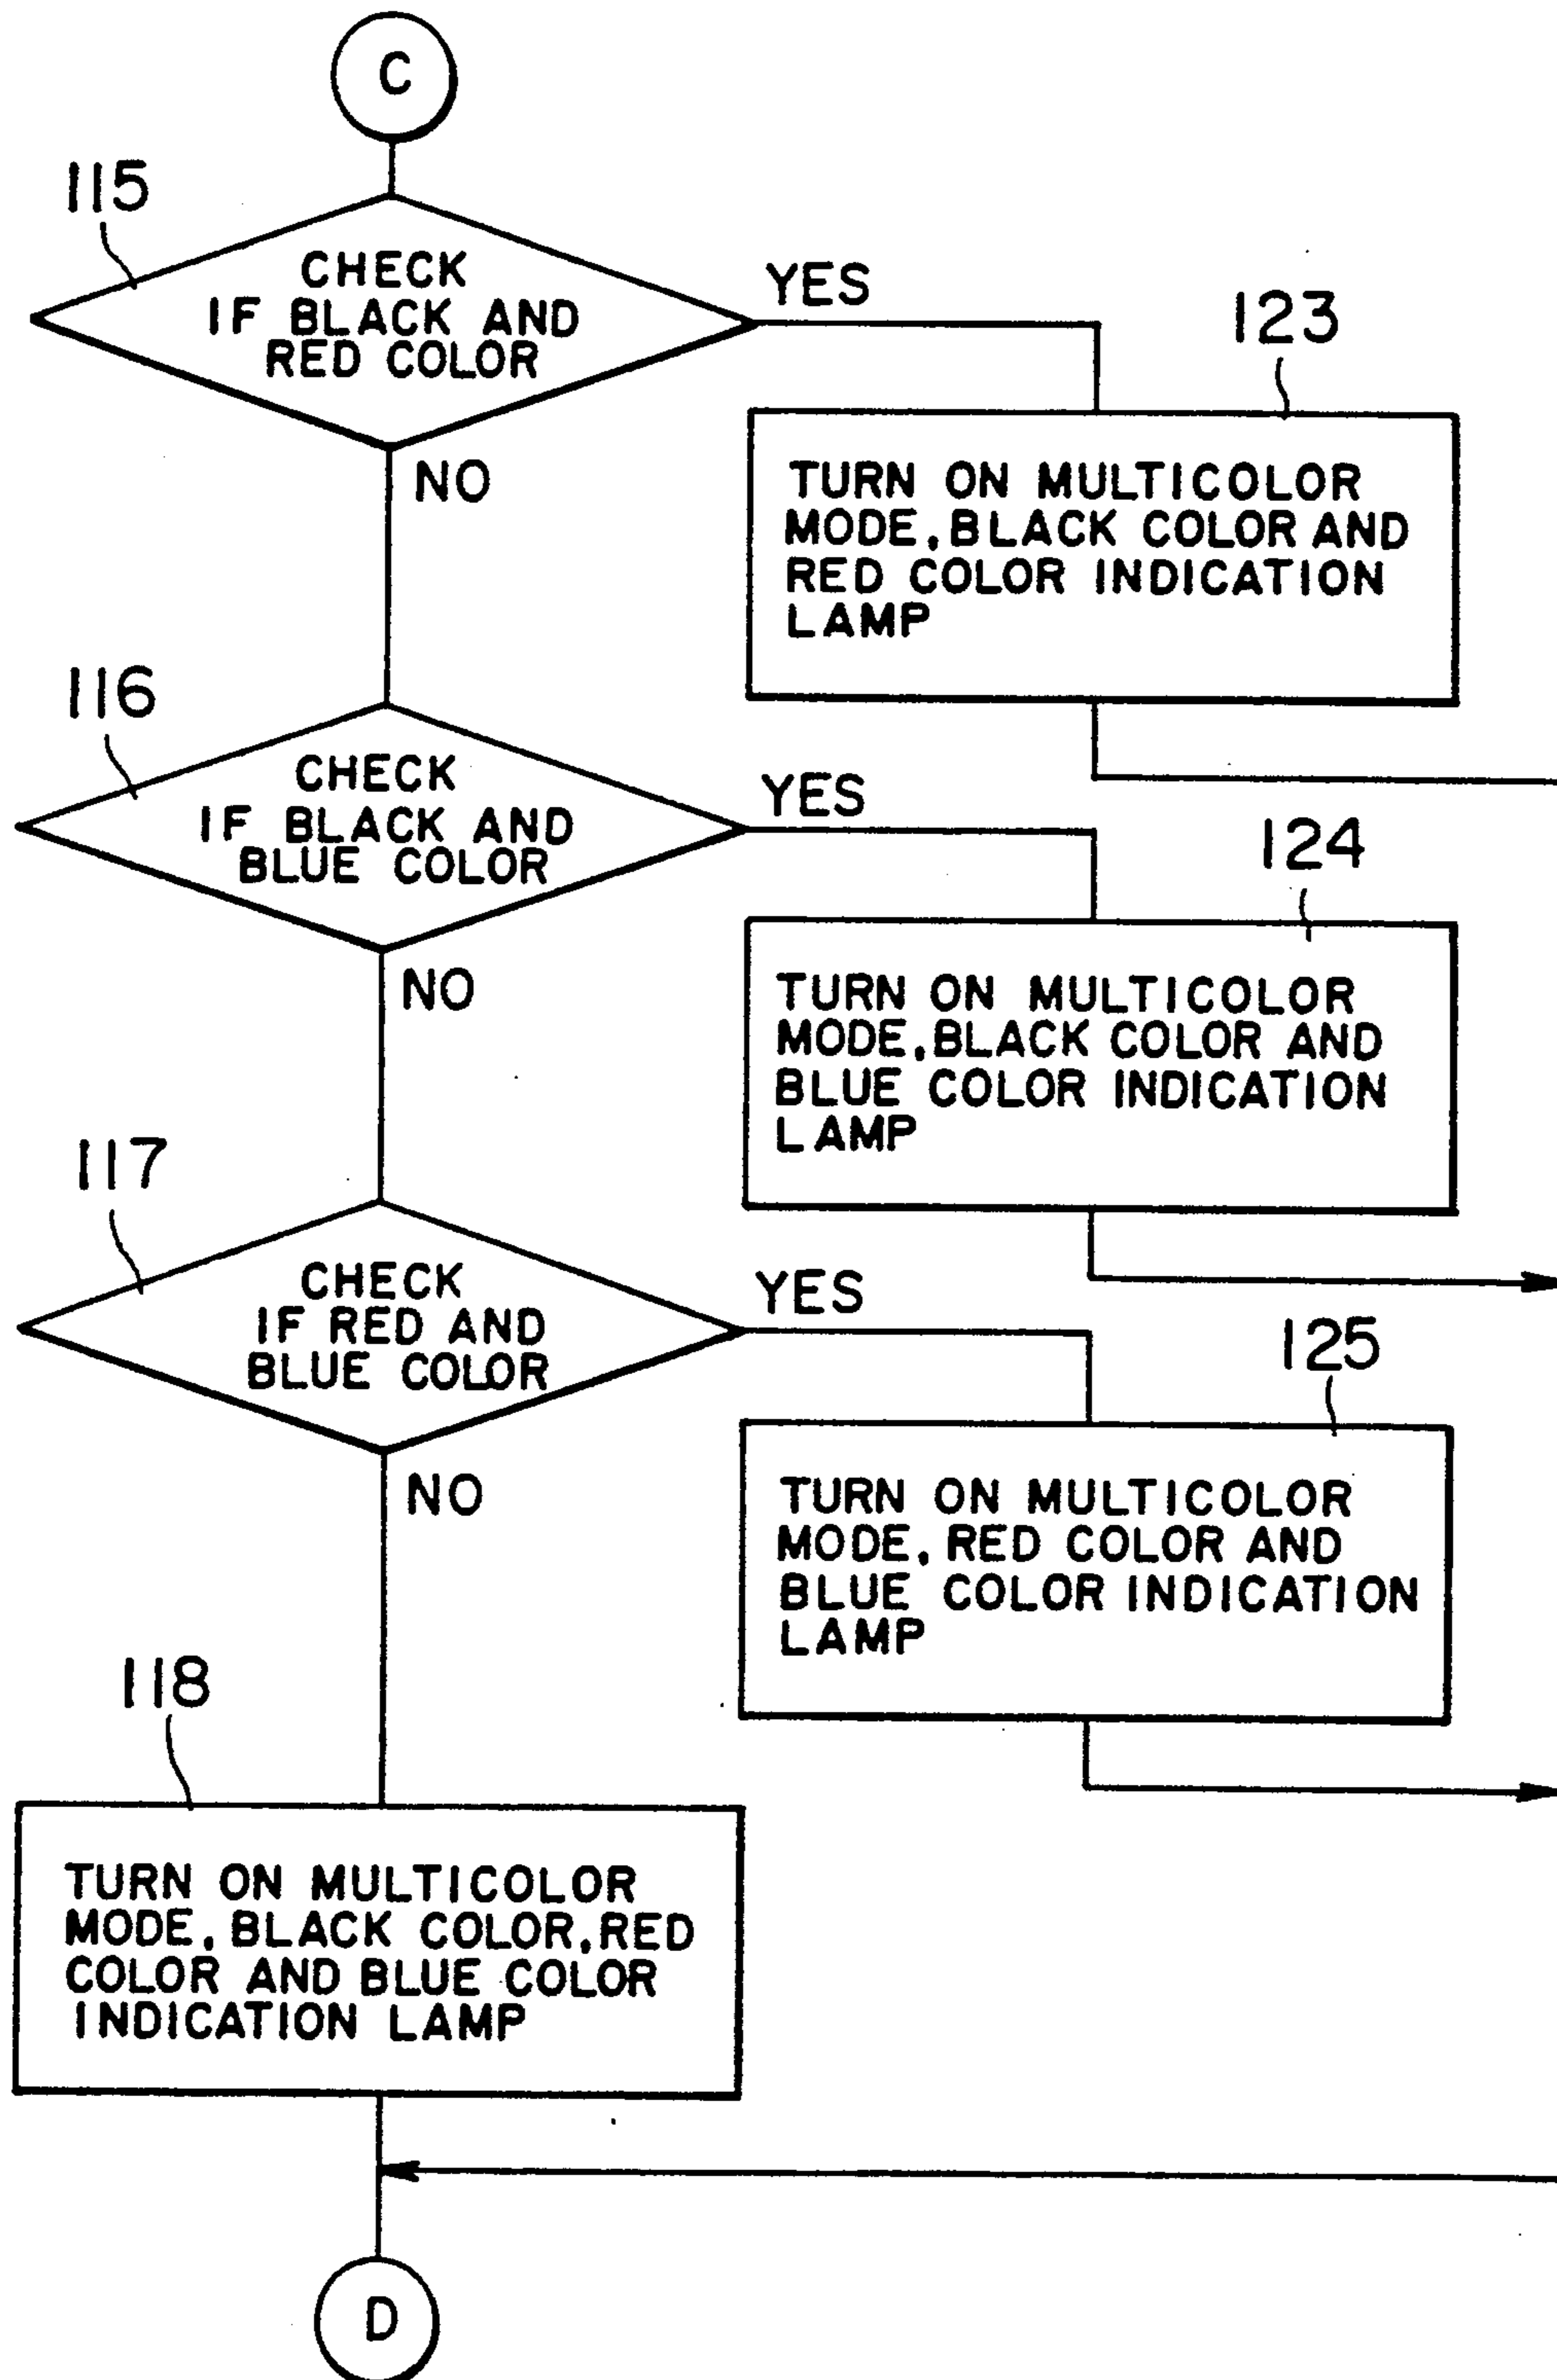 C
115
CHECK
IF BLACK AND
RED COLOR
YES
NO
123
TURN ON MULTICOLOR
MODE, BLACK COLOR AND
RED COLOR INDICATION
LAMP
116
CHECK
IF BLACK AND
BLUE COLOR
YES
NO
124
TURN ON MULTICOLOR
MODE, BLACK COLOR AND
BLUE COLOR INDICATION
LAMP
117
CHECK
IF RED AND
BLUE COLOR
YES
NO
125
TURN ON MULTICOLOR
MODE, RED COLOR AND
BLUE COLOR INDICATION
LAMP
118
TURN ON MULTICOLOR
MODE, BLACK COLOR, RED
COLOR AND BLUE COLOR
INDICATION LAMP
D